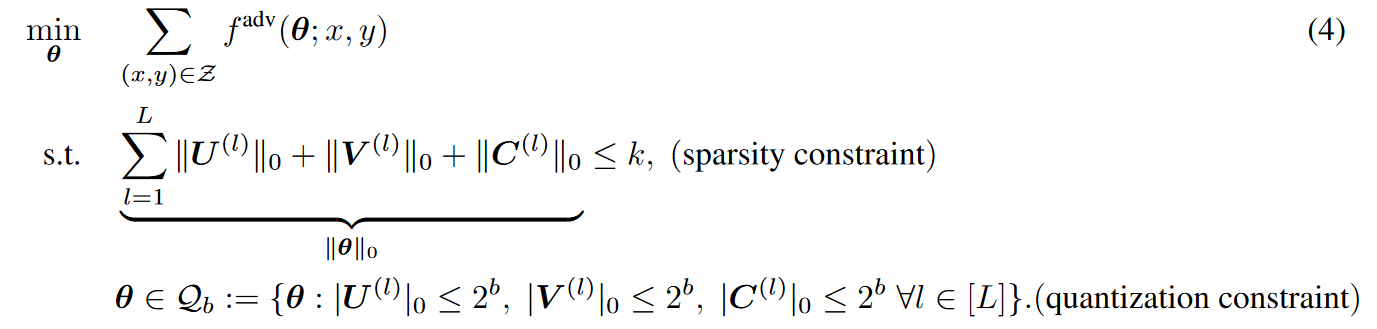 min_θ ∑_{(x,y)∈𝒵} f^{adv}(θ; x, y) (4)
s.t. ∑_{l=1}^{L} ‖U^{(l)}‖_0 + ‖V^{(l)}‖_0 + ‖C^{(l)}‖_0 ≤ k, (sparsity constraint)
‖θ‖_0
θ ∈ 𝒬_b := {θ : |U^{(l)}|_0 ≤ 2^b, |V^{(l)}|_0 ≤ 2^b, |C^{(l)}|_0 ≤ 2^b ∀l ∈ [L]}.(quantization constraint)